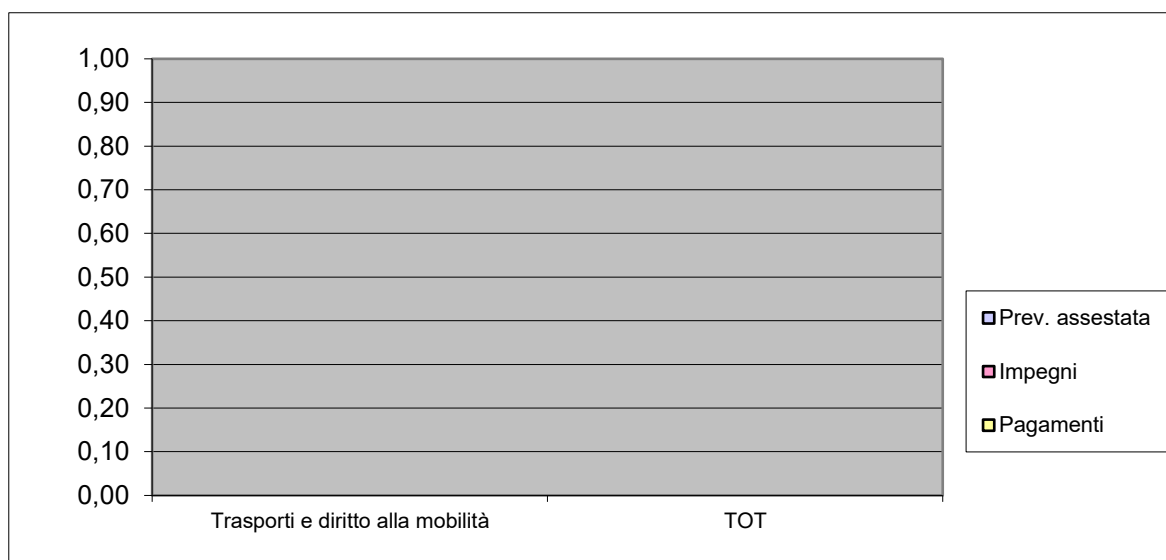 1,00
0,90
0,80
0,70
0,60
0,50
0,40
0,30
0,20
0,10
0,00
Trasporti e diritto alla mobilità
TOT
Prev. assestata
Impegni
Pagamenti